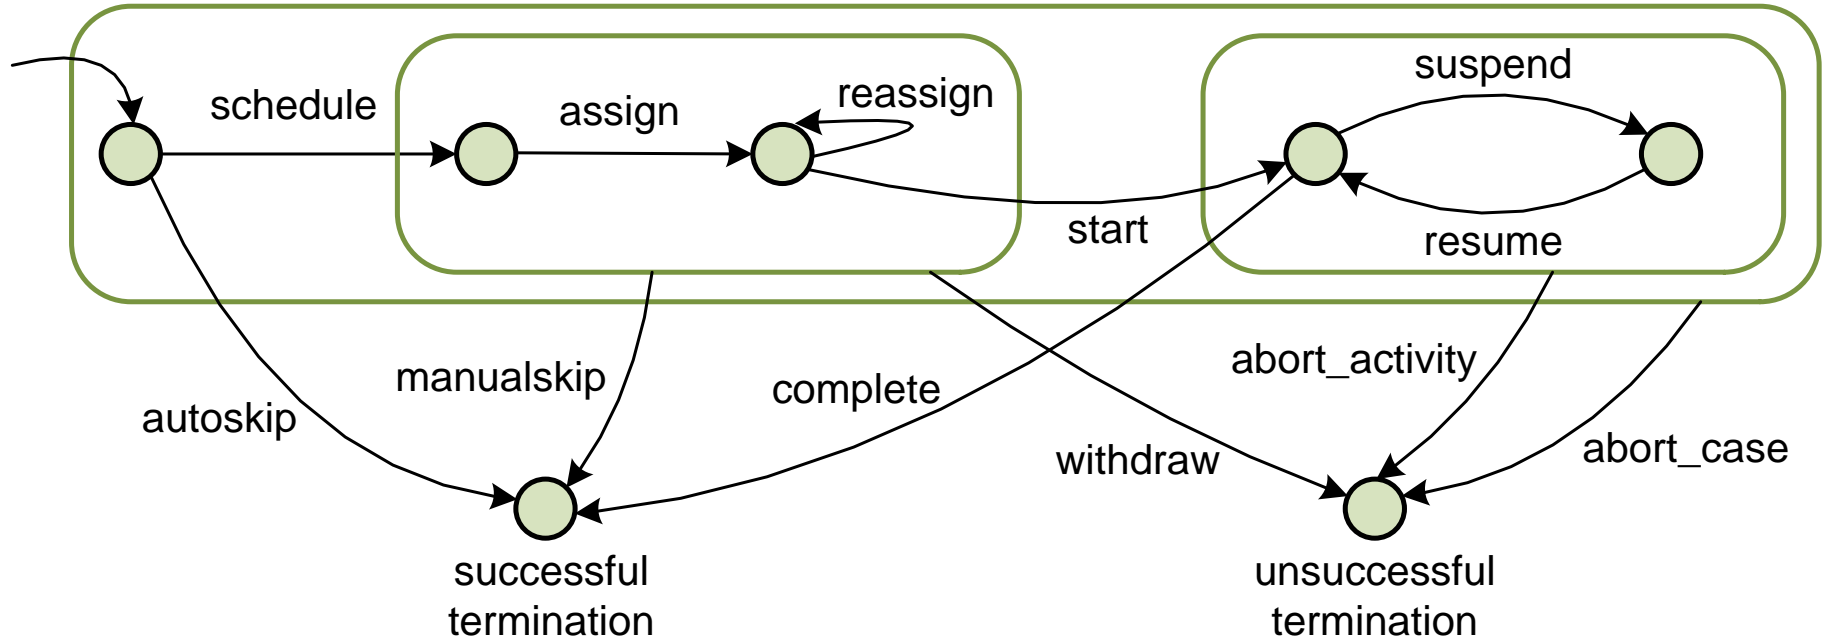 suspend
reassign
schedule
assign
start
resume
abort_activity
manualskip
complete
autoskip
withdraw
abort_case
successful
termination
unsuccessful
termination